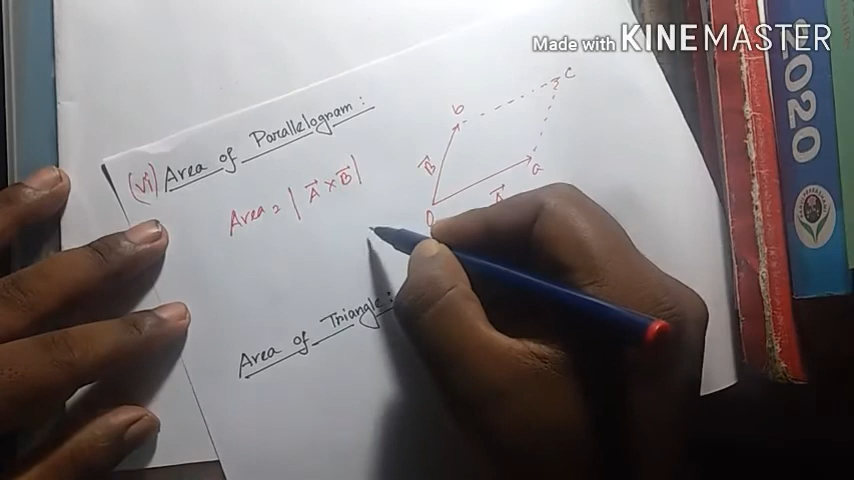 Made with KINEMASTER
2020
(vi) Area of Parallelogram:
Area = | A⃗ × B⃗ |
b
c
B⃗
a
A⃗
O
Area of Triangle: